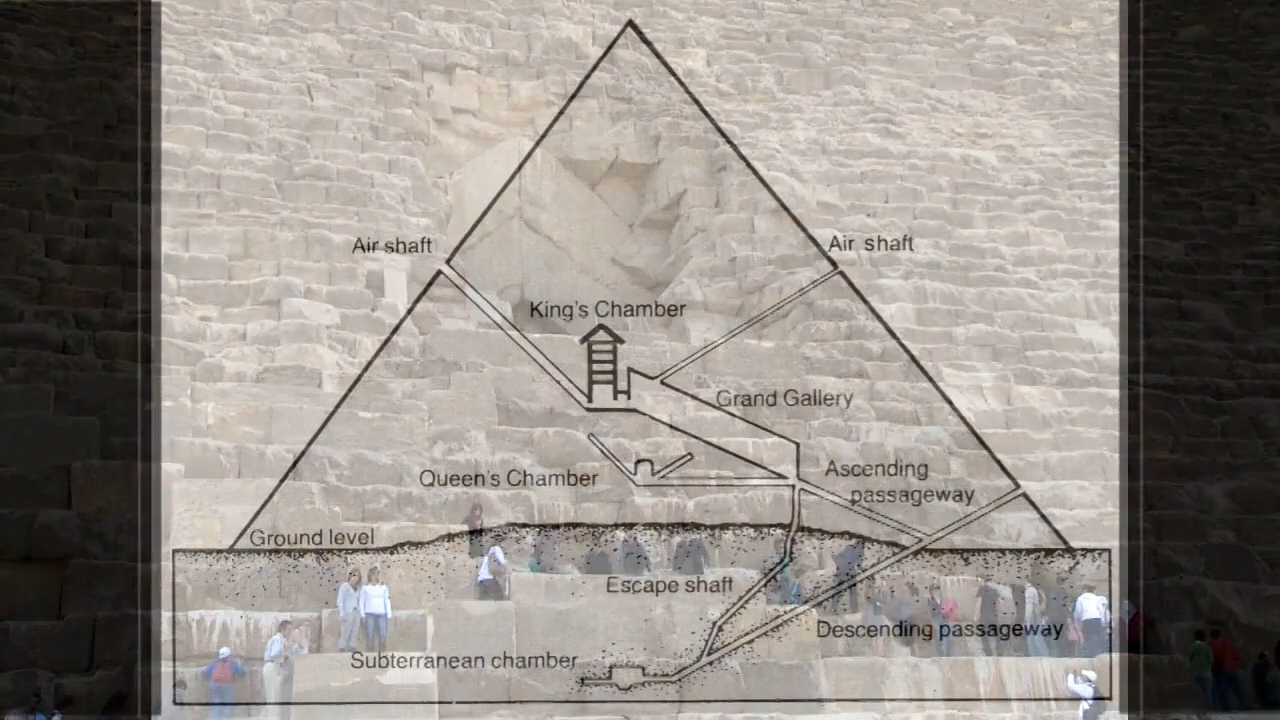 Air shaft
Air shaft
King's Chamber
Grand Gallery
Queen's Chamber
Ascending
passageway
Ground level
Escape shaft
Descending passageway
Subterranean chamber